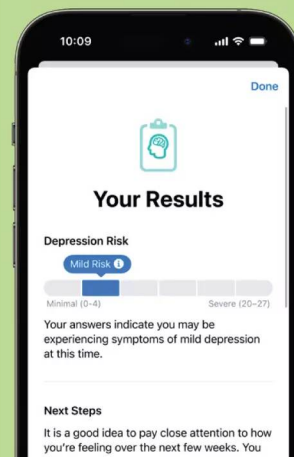 10:09
Done
Your Results
Depression Risk
Mild Risk i
Minimal (0-4)
Severe (20–27)
Your answers indicate you may be
experiencing symptoms of mild depression
at this time.
Next Steps
It is a good idea to pay close attention to how
you're feeling over the next few weeks. You